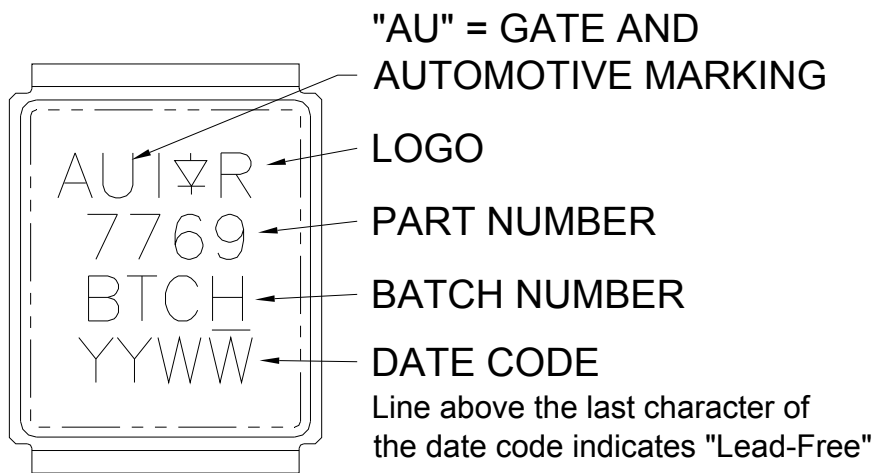 "AU" = GATE AND
AUTOMOTIVE MARKING
AUI R
LOGO
7769
PART NUMBER
BTCH
BATCH NUMBER
YYWW
DATE CODE
Line above the last character of
the date code indicates "Lead-Free"